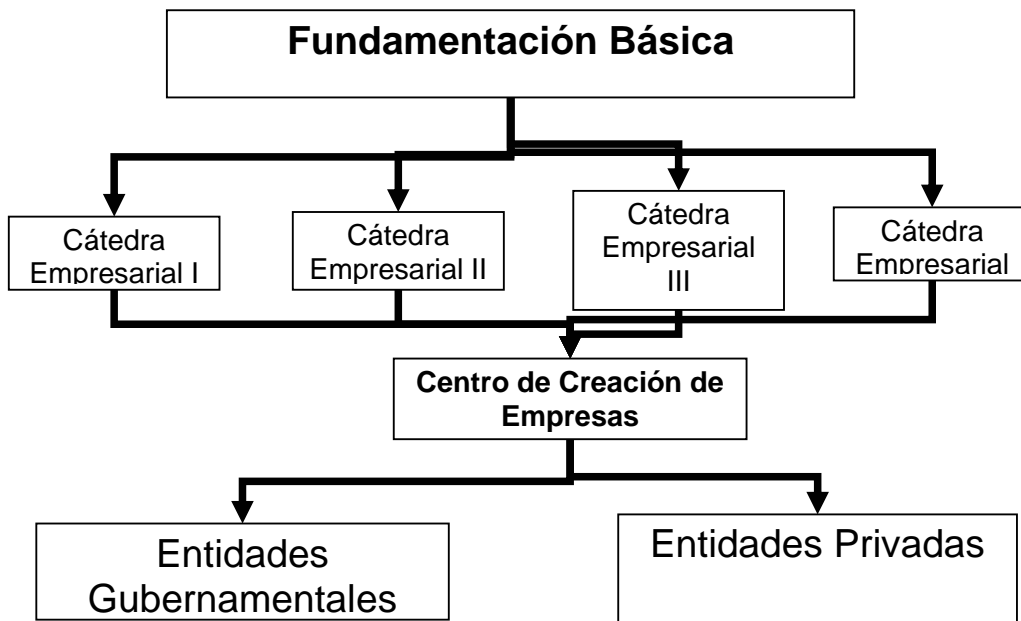 Fundamentación Básica
Cátedra
Empresarial I
Cátedra
Empresarial II
Cátedra
Empresarial
III
Cátedra
Empresarial
Centro de Creación de
Empresas
Entidades
Gubernamentales
Entidades Privadas